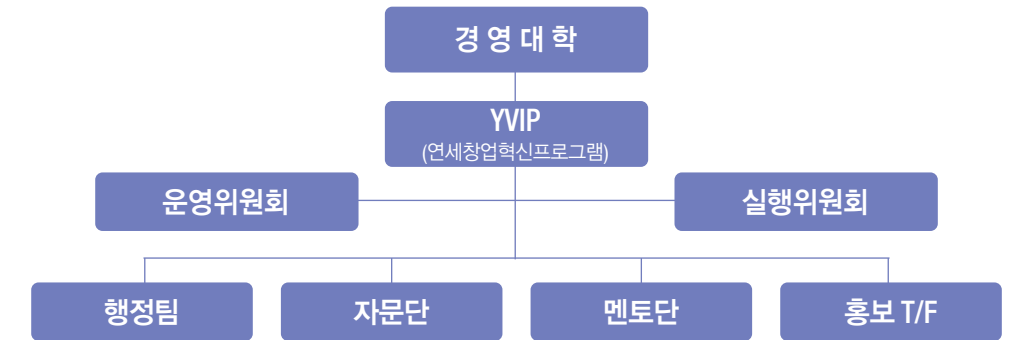 경 영 대 학
YVIP
(연세창업혁신프로그램)
운영위원회
실행위원회
행정팀
자문단
멘토단
홍보 T/F